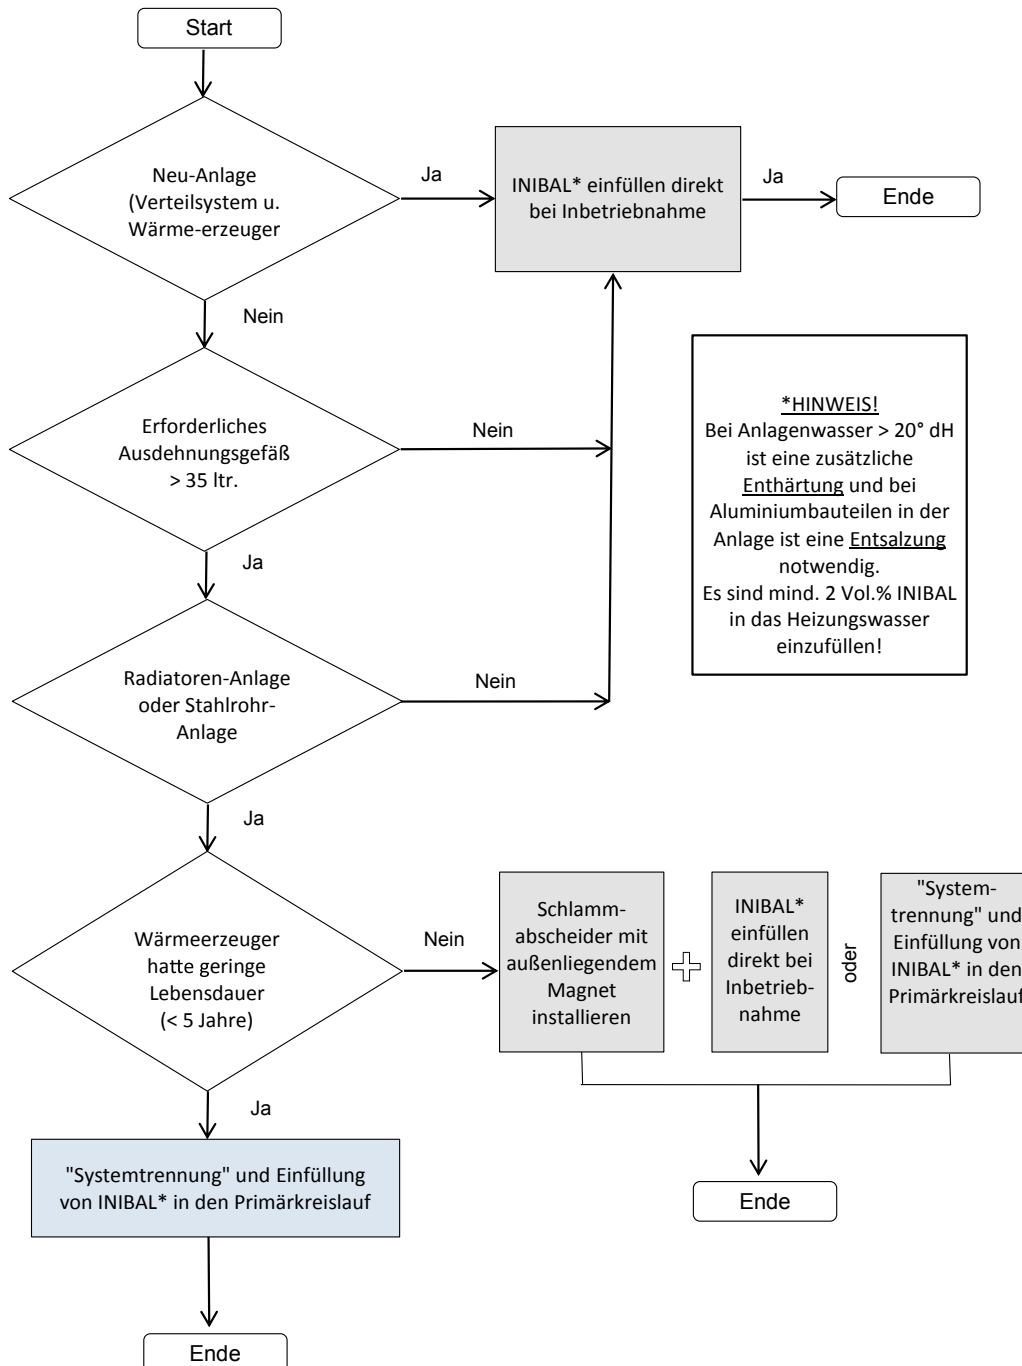 Start
Neu-Anlage
(Verteilsystem u.
Wärme-erzeuger
Ja
INIBAL* einfüllen direkt
bei Inbetriebnahme
Ja
Ende
Nein
Erforderliches
Ausdehnungsgefäß
> 35 ltr.
Nein
*HINWEIS!
Bei Anlagenwasser > 20° dH
ist eine zusätzliche
Enthärtung und bei
Aluminiumbauteilen in der
Anlage ist eine Entsalzung
notwendig.
Es sind mind. 2 Vol.% INIBAL
in das Heizungswasser
einzufüllen!
Ja
Radiatoren-Anlage
oder Stahlrohr-
Anlage
Nein
Ja
Wärmeerzeuger
hatte geringe
Lebensdauer
(< 5 Jahre)
Nein
Schlamm-
abscheider mit
außenliegendem
Magnet
installieren
INIBAL*
einfüllen
direkt bei
Inbetrieb-
nahme
oder
"System-
trennung" und
Einfüllung von
INIBAL* in den
Primärkreislauf
Ja
"Systemtrennung" und Einfüllung
von INIBAL* in den Primärkreislauf
Ende
Ende